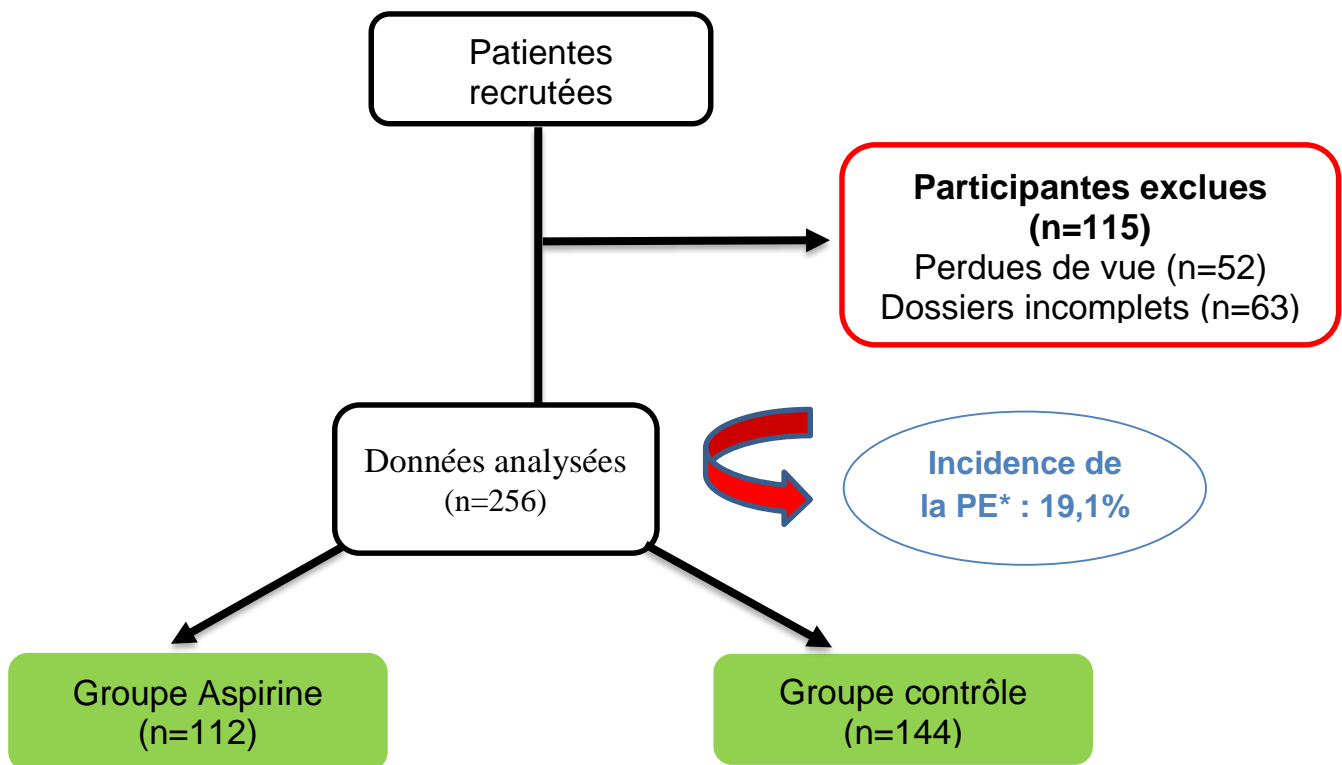 Patientes
recrutées
Participantes exclues
(n=115)
Perdues de vue (n=52)
Dossiers incomplets (n=63)
Données analysées
(n=256)
Incidence de
la PE* : 19,1%
Groupe Aspirine
(n=112)
Groupe contrôle
(n=144)